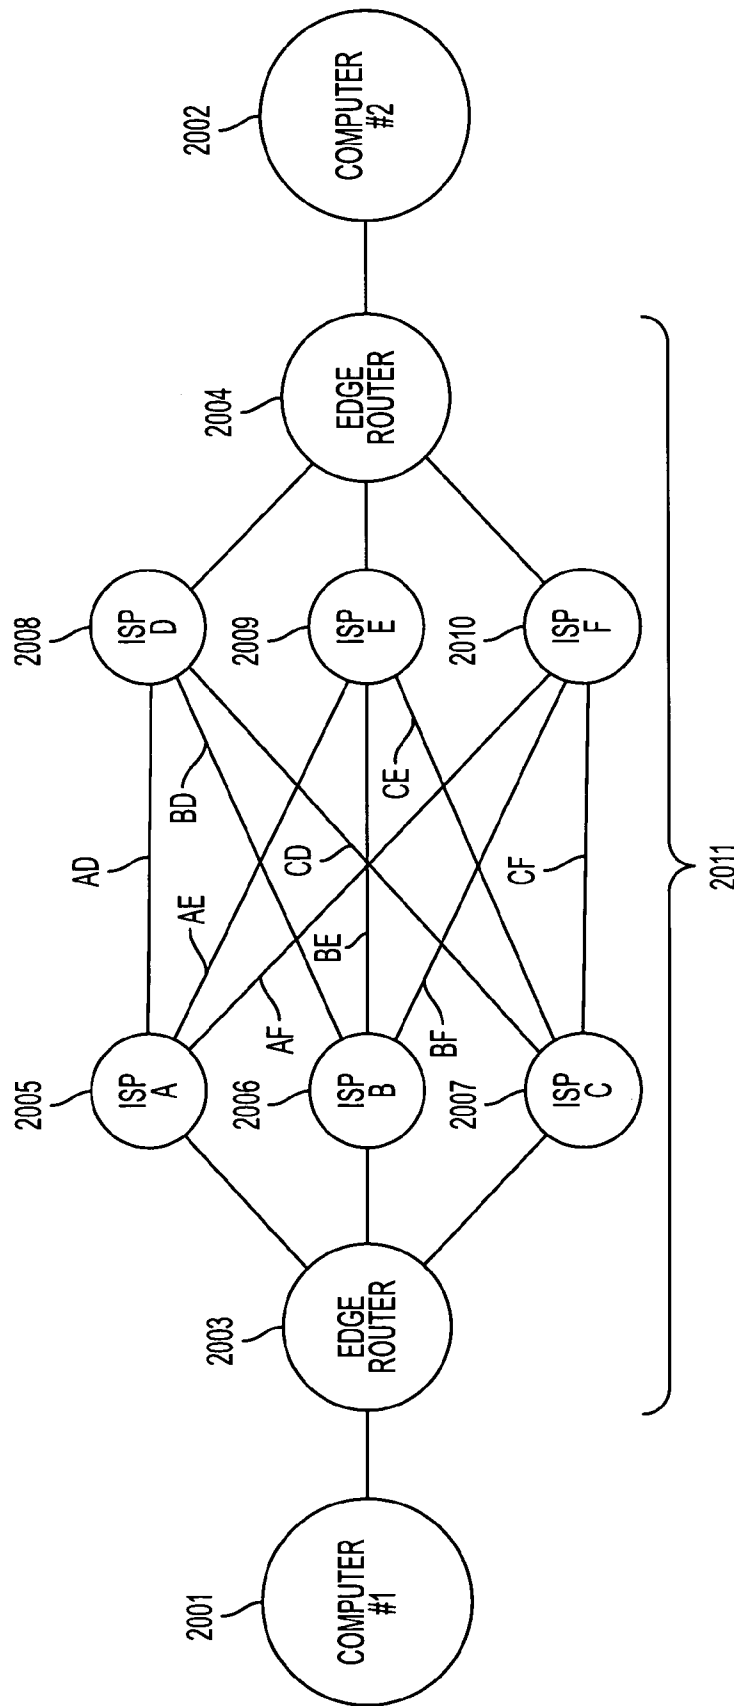 2001
COMPUTER
#1
2003
EDGE
ROUTER
2005
ISP
A
2006
ISP
B
2007
ISP
C
AD
AE
BD
AF
CD
BE
CE
BF
CF
2008
ISP
D
2009
ISP
E
2010
ISP
F
2004
EDGE
ROUTER
2002
COMPUTER
#2
2011